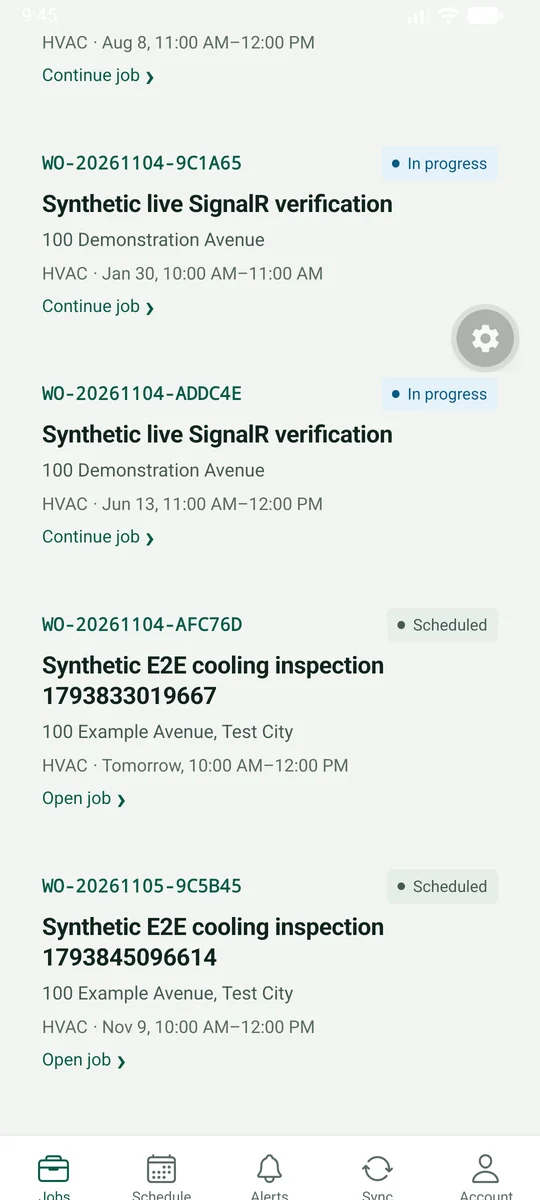 9:45
HVAC · Aug 8, 11:00 AM–12:00 PM
Continue job ❯
WO-20261104-9C1A65
In progress
Synthetic live SignalR verification
100 Demonstration Avenue
HVAC · Jan 30, 10:00 AM–11:00 AM
Continue job ❯
WO-20261104-ADDC4E
In progress
Synthetic live SignalR verification
100 Demonstration Avenue
HVAC · Jun 13, 11:00 AM–12:00 PM
Continue job ❯
WO-20261104-AFC76D
Scheduled
Synthetic E2E cooling inspection
1793833019667
100 Example Avenue, Test City
HVAC · Tomorrow, 10:00 AM–12:00 PM
Open job ❯
WO-20261105-9C5B45
Scheduled
Synthetic E2E cooling inspection
1793845096614
100 Example Avenue, Test City
HVAC · Nov 9, 10:00 AM–12:00 PM
Open job ❯
Jobs Schedule Alerts Sync Account